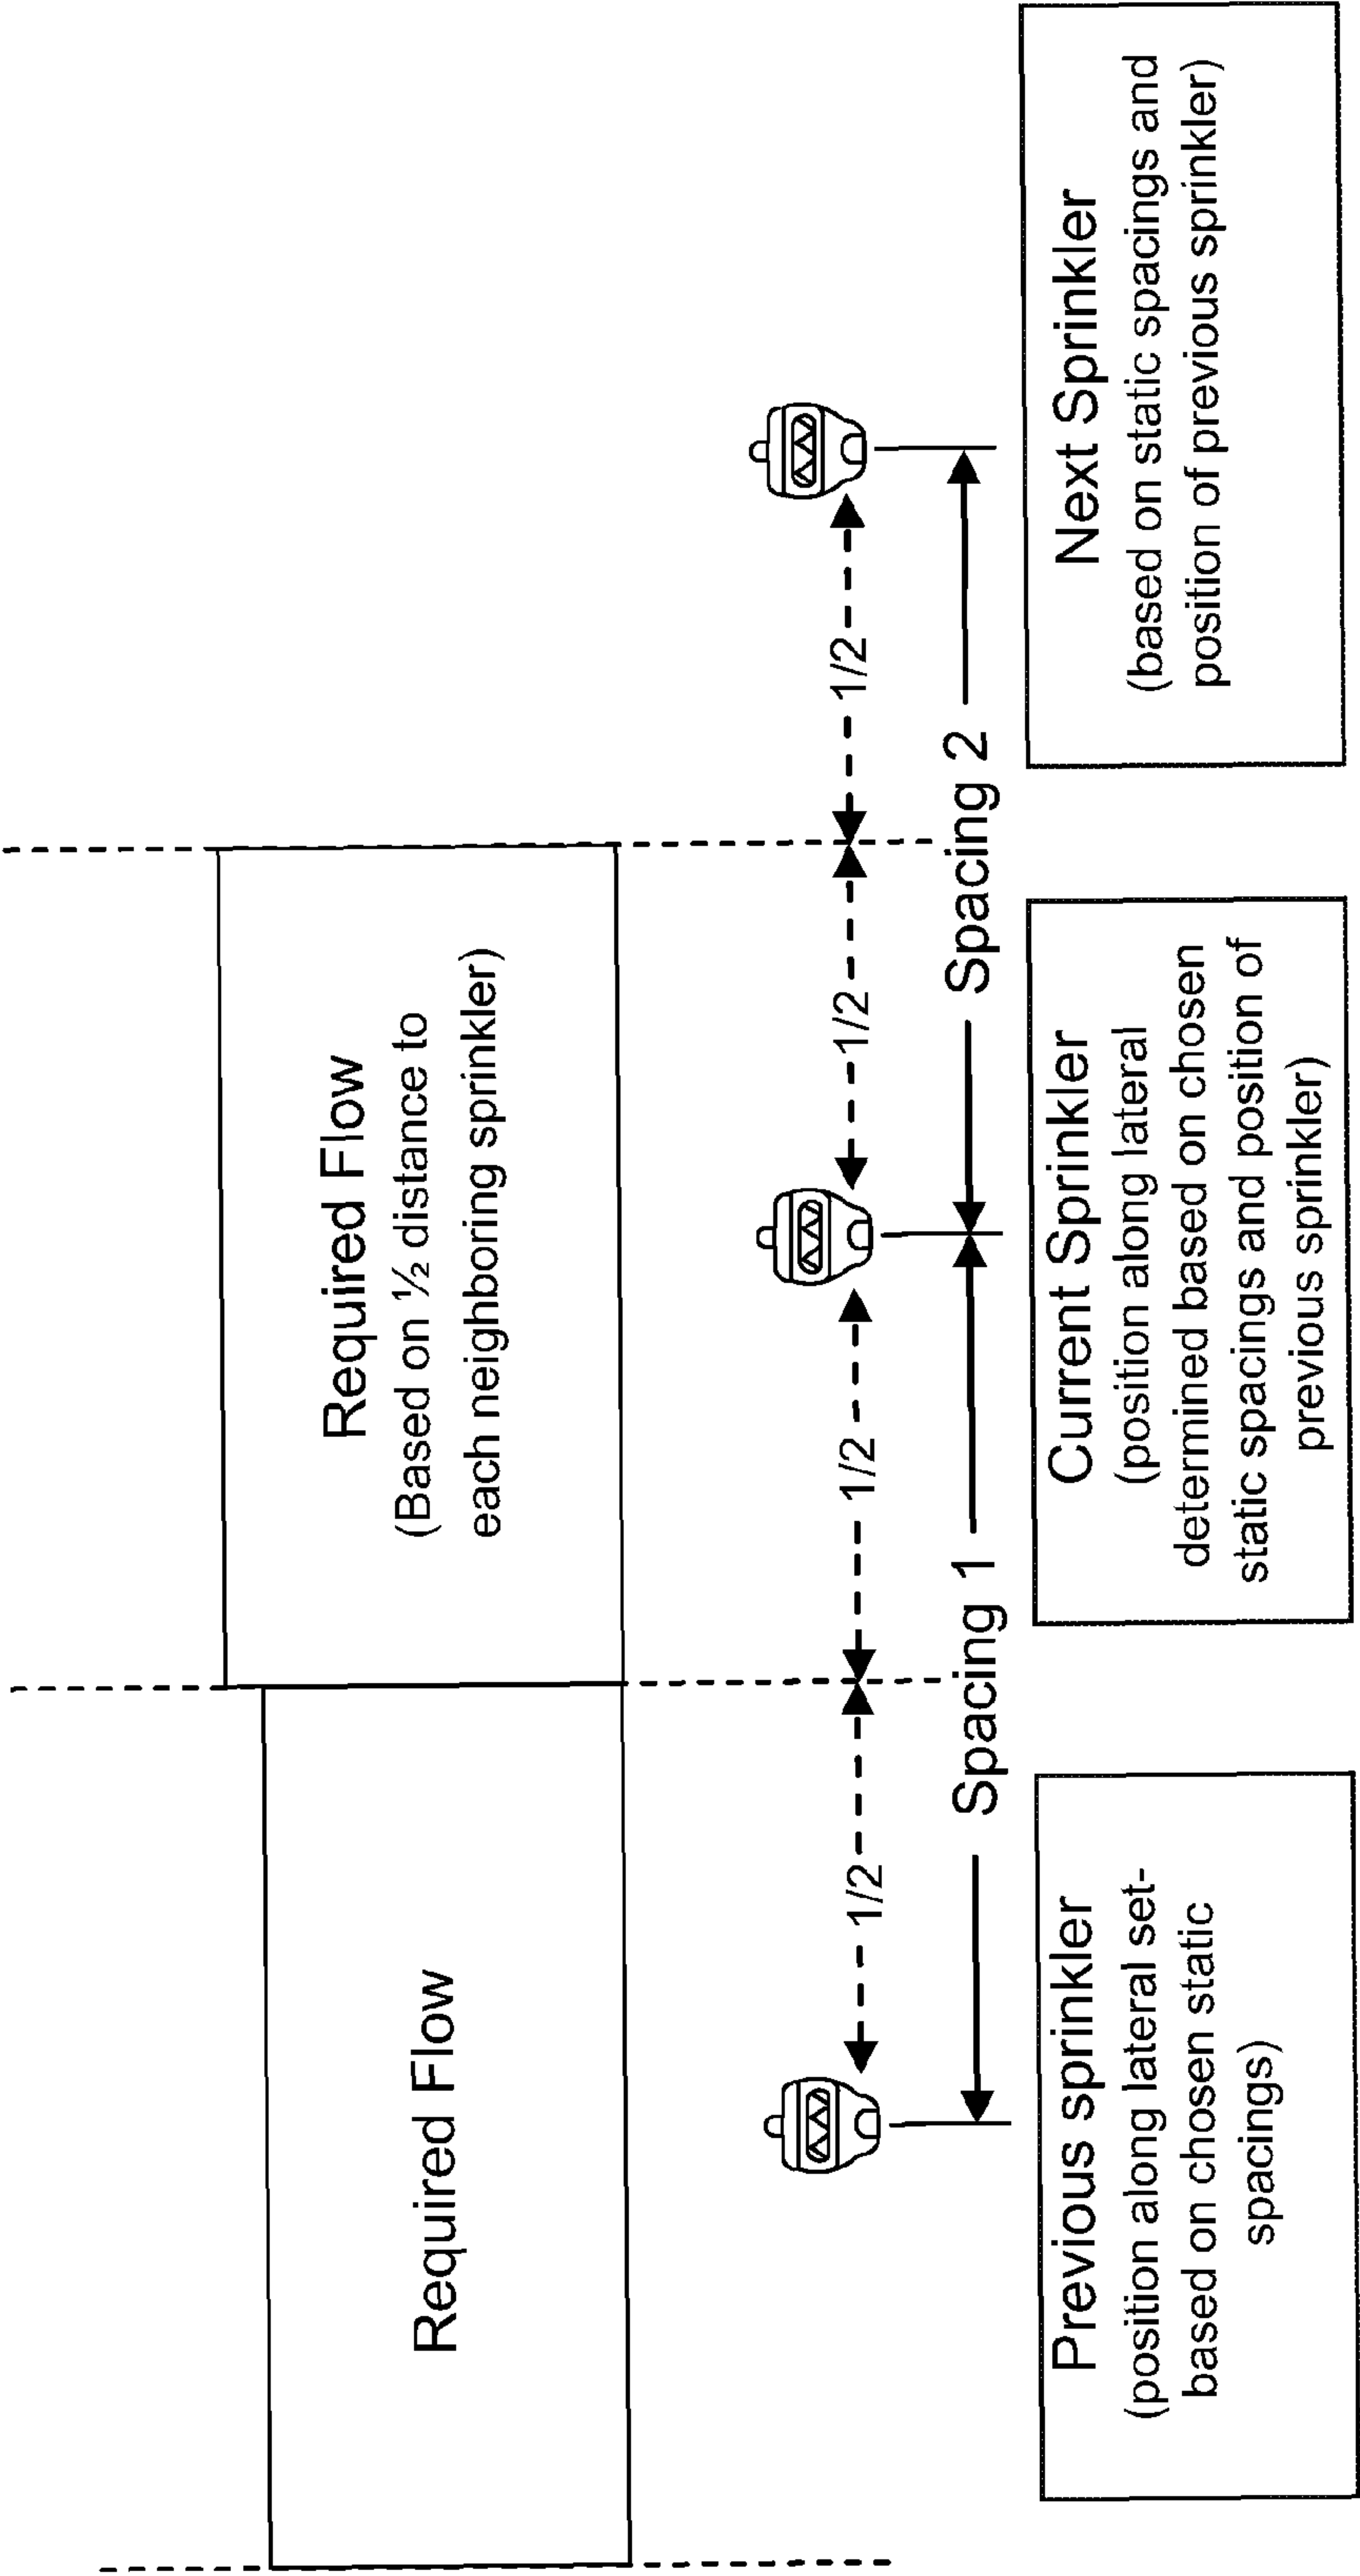 Required Flow
Required Flow
(Based on ½ distance to
each neighboring sprinkler)
1/2
1/2
1/2
1/2
Spacing 1
Spacing 2
Previous sprinkler
(position along lateral set-
based on chosen static
spacings)
Current Sprinkler
(position along lateral
determined based on chosen
static spacings and position of
previous sprinkler)
Next Sprinkler
(based on static spacings and
position of previous sprinkler)